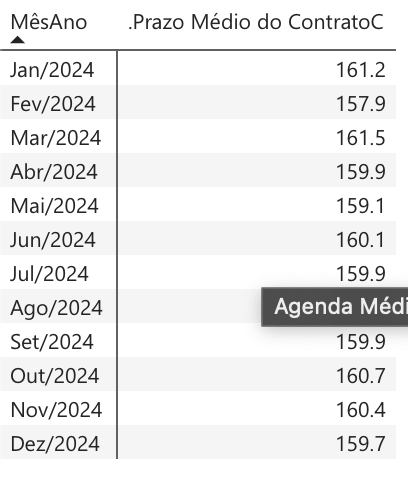 MêsAno .Prazo Médio do ContratoC
Jan/2024 161.2
Fev/2024 157.9
Mar/2024 161.5
Abr/2024 159.9
Mai/2024 159.1
Jun/2024 160.1
Jul/2024 159.9
Ago/2024 Agenda Médi
Set/2024 159.9
Out/2024 160.7
Nov/2024 160.4
Dez/2024 159.7